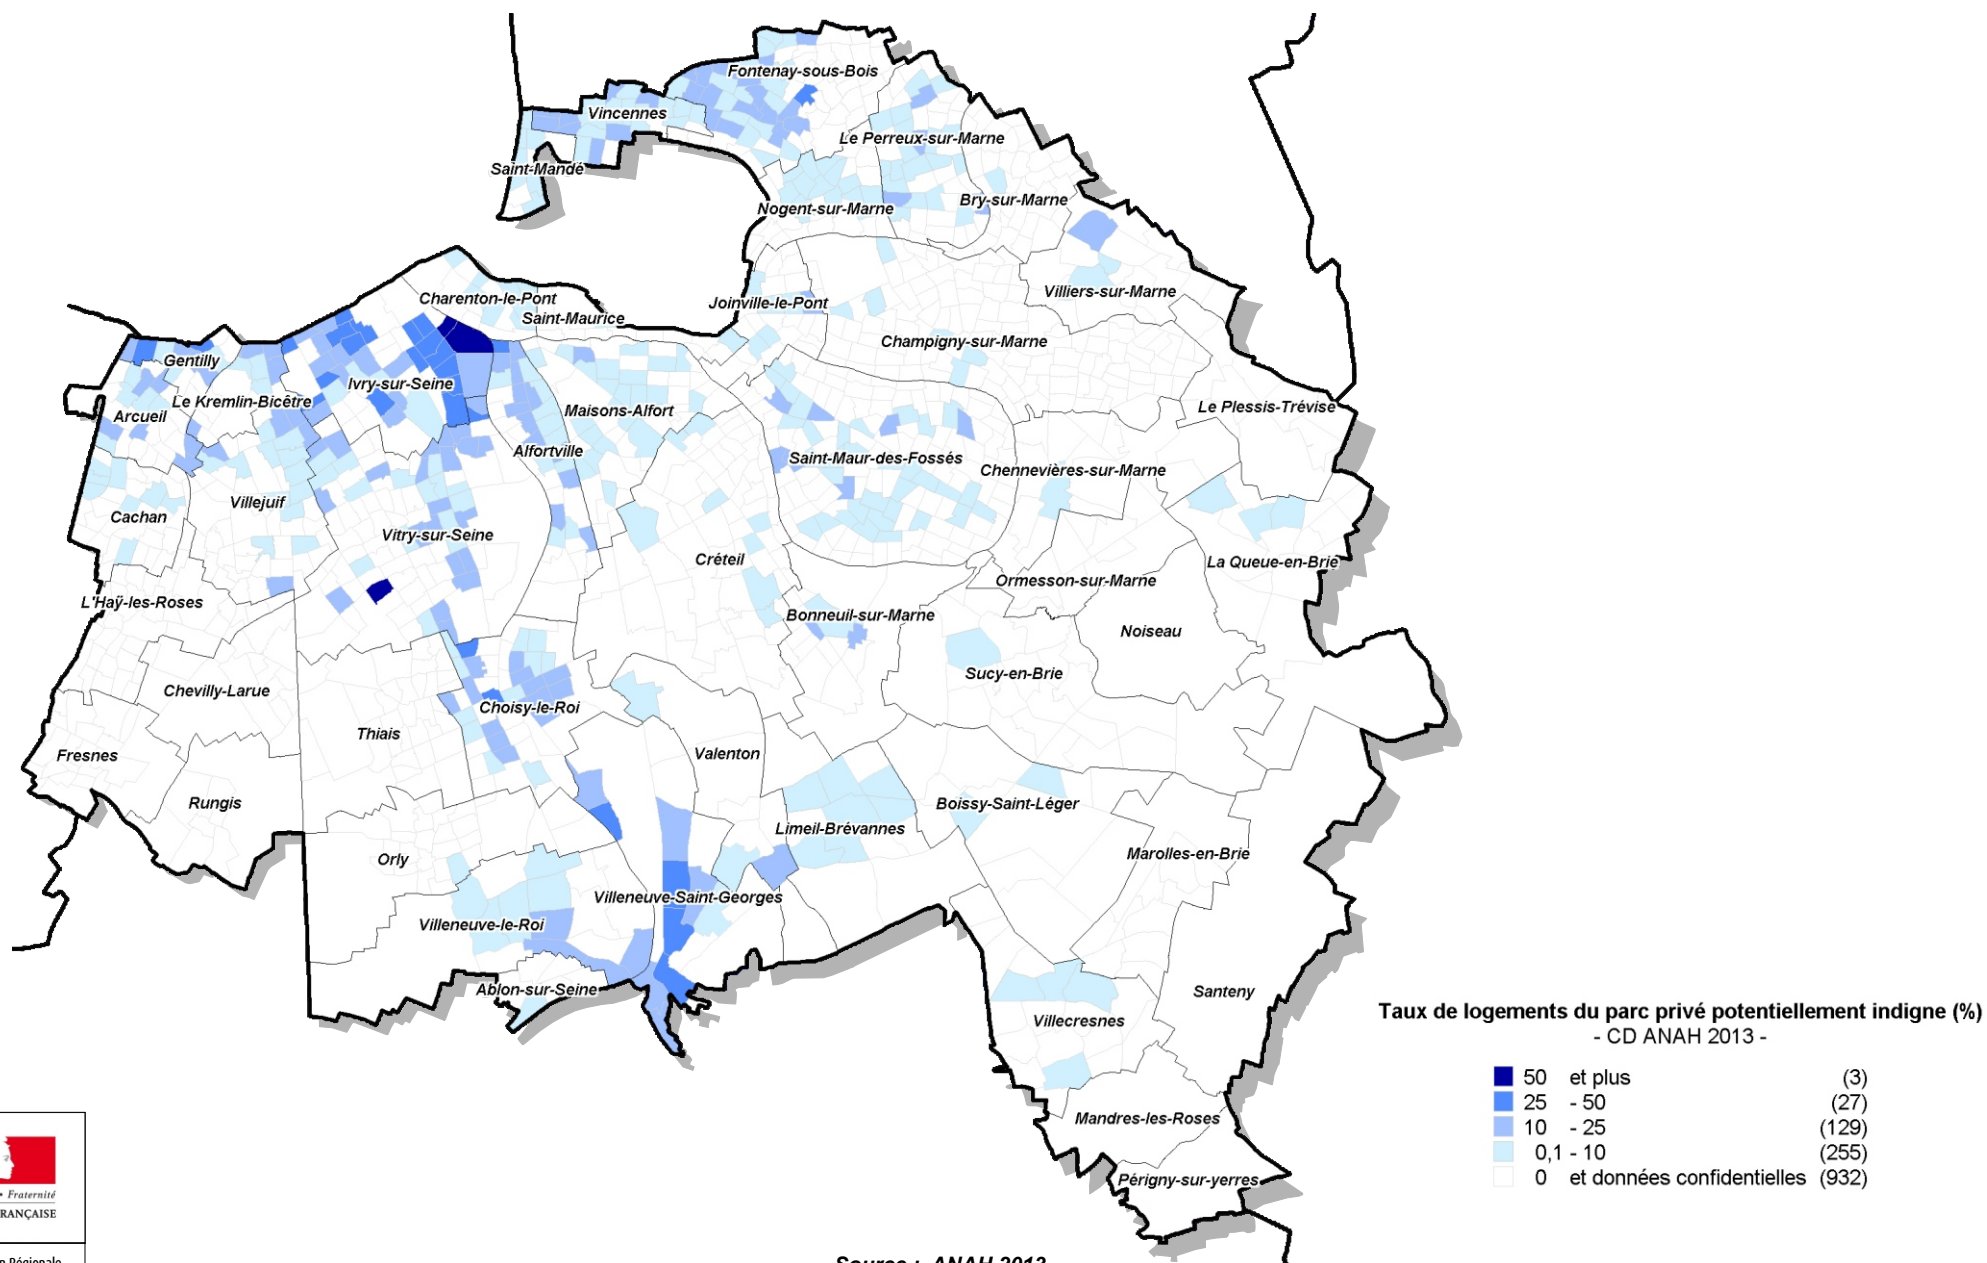 Fontenay-sous-Bois
Vincennes
Le Perreux-sur-Marne
Saint-Mandé
Bry-sur-Marne
Nogent-sur-Marne
Villiers-sur-Marne
Charenton-le-Pont
Joinville-le-Pont
Saint-Maurice
Champigny-sur-Marne
Gentilly
Ivry-sur-Seine
Le Kremlin-Bicêtre
Le Plessis-Trévise
Maisons-Alfort
Arcueil
Alfortville
Saint-Maur-des-Fossés
Chennevières-sur-Marne
Villejuif
Cachan
Vitry-sur-Seine
Créteil
La Queue-en-Brie
Ormesson-sur-Marne
L'Haÿ-les-Roses
Bonneuil-sur-Marne
Noiseau
Sucy-en-Brie
Chevilly-Larue
Choisy-le-Roi
Thiais
Valenton
Fresnes
Rungis
Boissy-Saint-Léger
Limeil-Brévannes
Marolles-en-Brie
Orly
Villeneuve-Saint-Georges
Villeneuve-le-Roi
Ablon-sur-Seine
Santeny
Villecresnes
Mandres-les-Roses
Périgny-sur-yerres
Taux de logements du parc privé potentiellement indigne (%)
- CD ANAH 2013 -
50 et plus (3)
25 - 50 (27)
10 - 25 (129)
0,1 - 10 (255)
0 et données confidentielles (932)
• Fraternité
RANÇAISE
n Régionale
Source : ANAH 2013